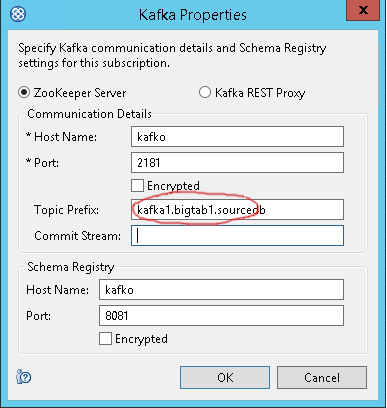 Kafka Properties
x
Specify Kafka communication details and Schema Registry
settings for this subscription.
ZooKeeper Server Kafka REST Proxy
Communication Details
* Host Name: kafko
* Port: 2181
Encrypted
Topic Prefix: kafka1.bigtab1.sourcedb
Commit Stream:
Schema Registry
Host Name: kafko
Port: 8081
Encrypted
? OK Cancel